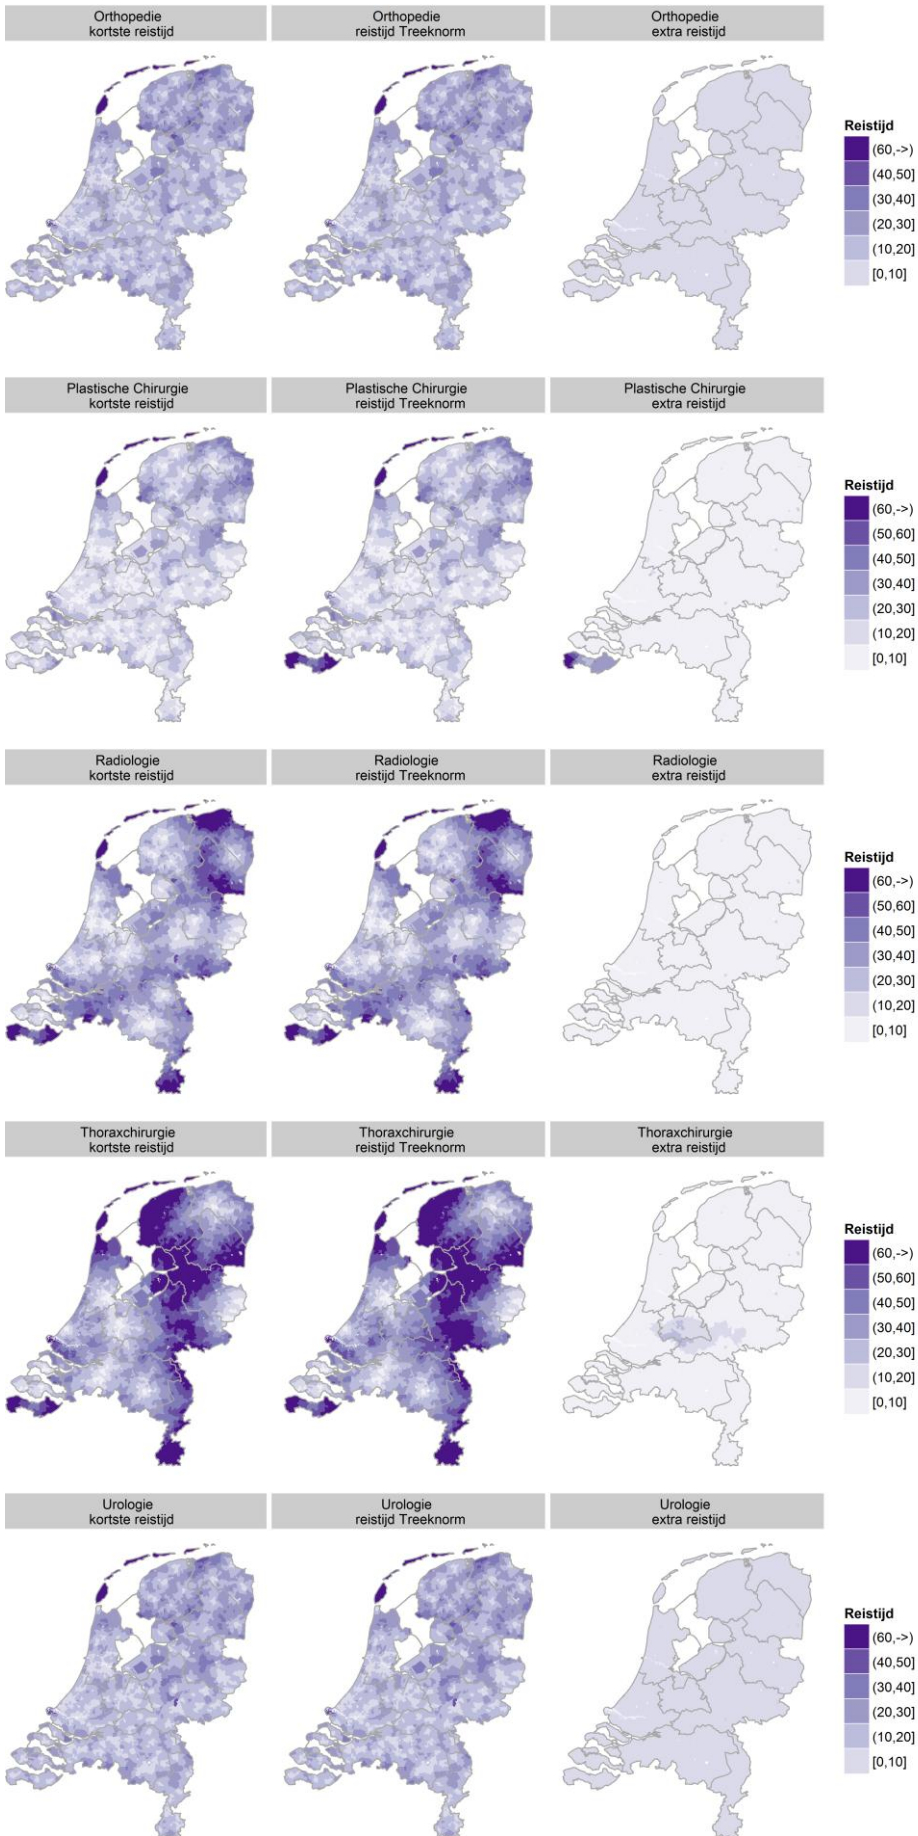 Orthopedie
kortste reistijd
Orthopedie
reistijd Treeknorm
Orthopedie
extra reistijd
Reistijd
(60,->)
(40,50]
(30,40]
(20,30]
(10,20]
[0,10]
Plastische Chirurgie
kortste reistijd
Plastische Chirurgie
reistijd Treeknorm
Plastische Chirurgie
extra reistijd
Reistijd
(60,->)
(50,60]
(40,50]
(30,40]
(20,30]
(10,20]
[0,10]
Radiologie
kortste reistijd
Radiologie
reistijd Treeknorm
Radiologie
extra reistijd
Reistijd
(60,->)
(50,60]
(40,50]
(30,40]
(20,30]
(10,20]
[0,10]
Thoraxchirurgie
kortste reistijd
Thoraxchirurgie
reistijd Treeknorm
Thoraxchirurgie
extra reistijd
Reistijd
(60,->)
(50,60]
(40,50]
(30,40]
(20,30]
(10,20]
[0,10]
Urologie
kortste reistijd
Urologie
reistijd Treeknorm
Urologie
extra reistijd
Reistijd
(60,->)
(40,50]
(30,40]
(20,30]
(10,20]
[0,10]